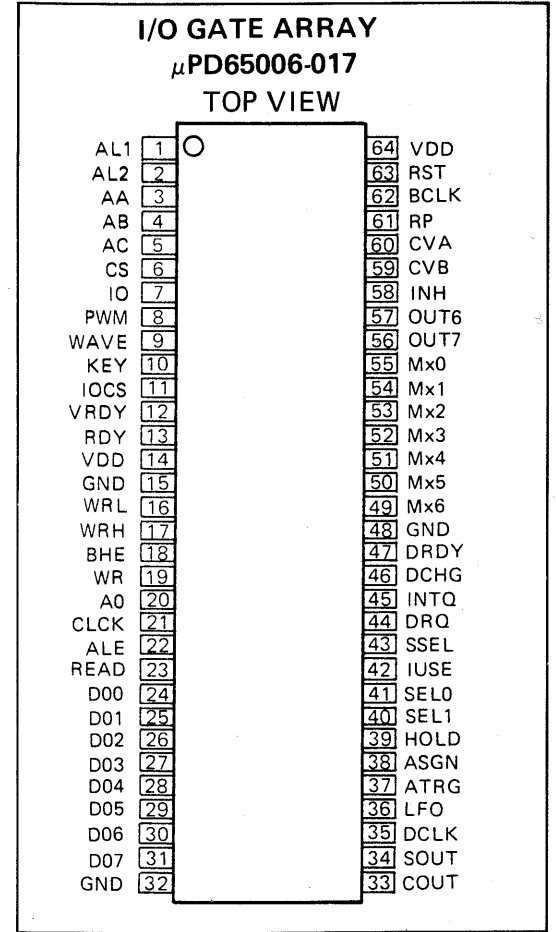 I/O GATE ARRAY
μPD65006-017
TOP VIEW
AL1 1 64 VDD
AL2 2 63 RST
AA 3 62 BCLK
AB 4 61 RP
AC 5 60 CVA
CS 6 59 CVB
IO 7 58 INH
PWM 8 57 OUT6
WAVE 9 56 OUT7
KEY 10 55 Mx0
IOCS 11 54 Mx1
VRDY 12 53 Mx2
RDY 13 52 Mx3
VDD 14 51 Mx4
GND 15 50 Mx5
WRL 16 49 Mx6
WRH 17 48 GND
BHE 18 47 DRDY
WR 19 46 DCHG
A0 20 45 INTQ
CLCK 21 44 DRQ
ALE 22 43 SSEL
READ 23 42 IUSE
D00 24 41 SEL0
D01 25 40 SEL1
D02 26 39 HOLD
D03 27 38 ASGN
D04 28 37 ATRG
D05 29 36 LFO
D06 30 35 DCLK
D07 31 34 SOUT
GND 32 33 COUT